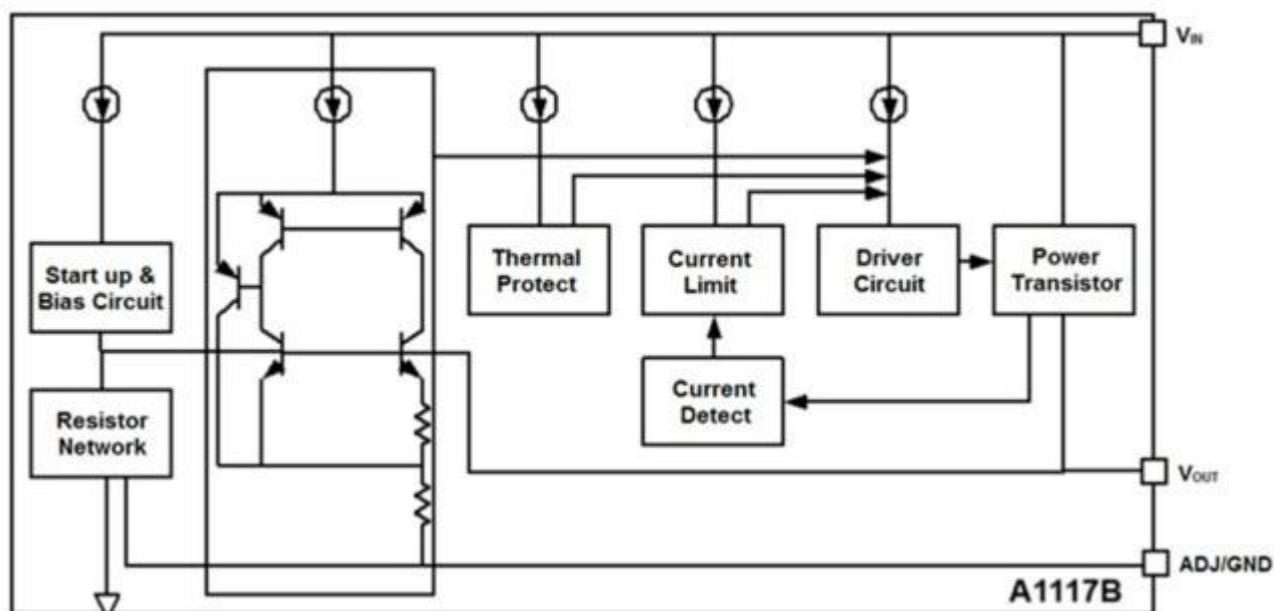 VIN
Start up &
Bias Circuit
Thermal
Protect
Current
Limit
Driver
Circuit
Power
Transistor
Resistor
Network
Current
Detect
VOUT
ADJ/GND
A1117B